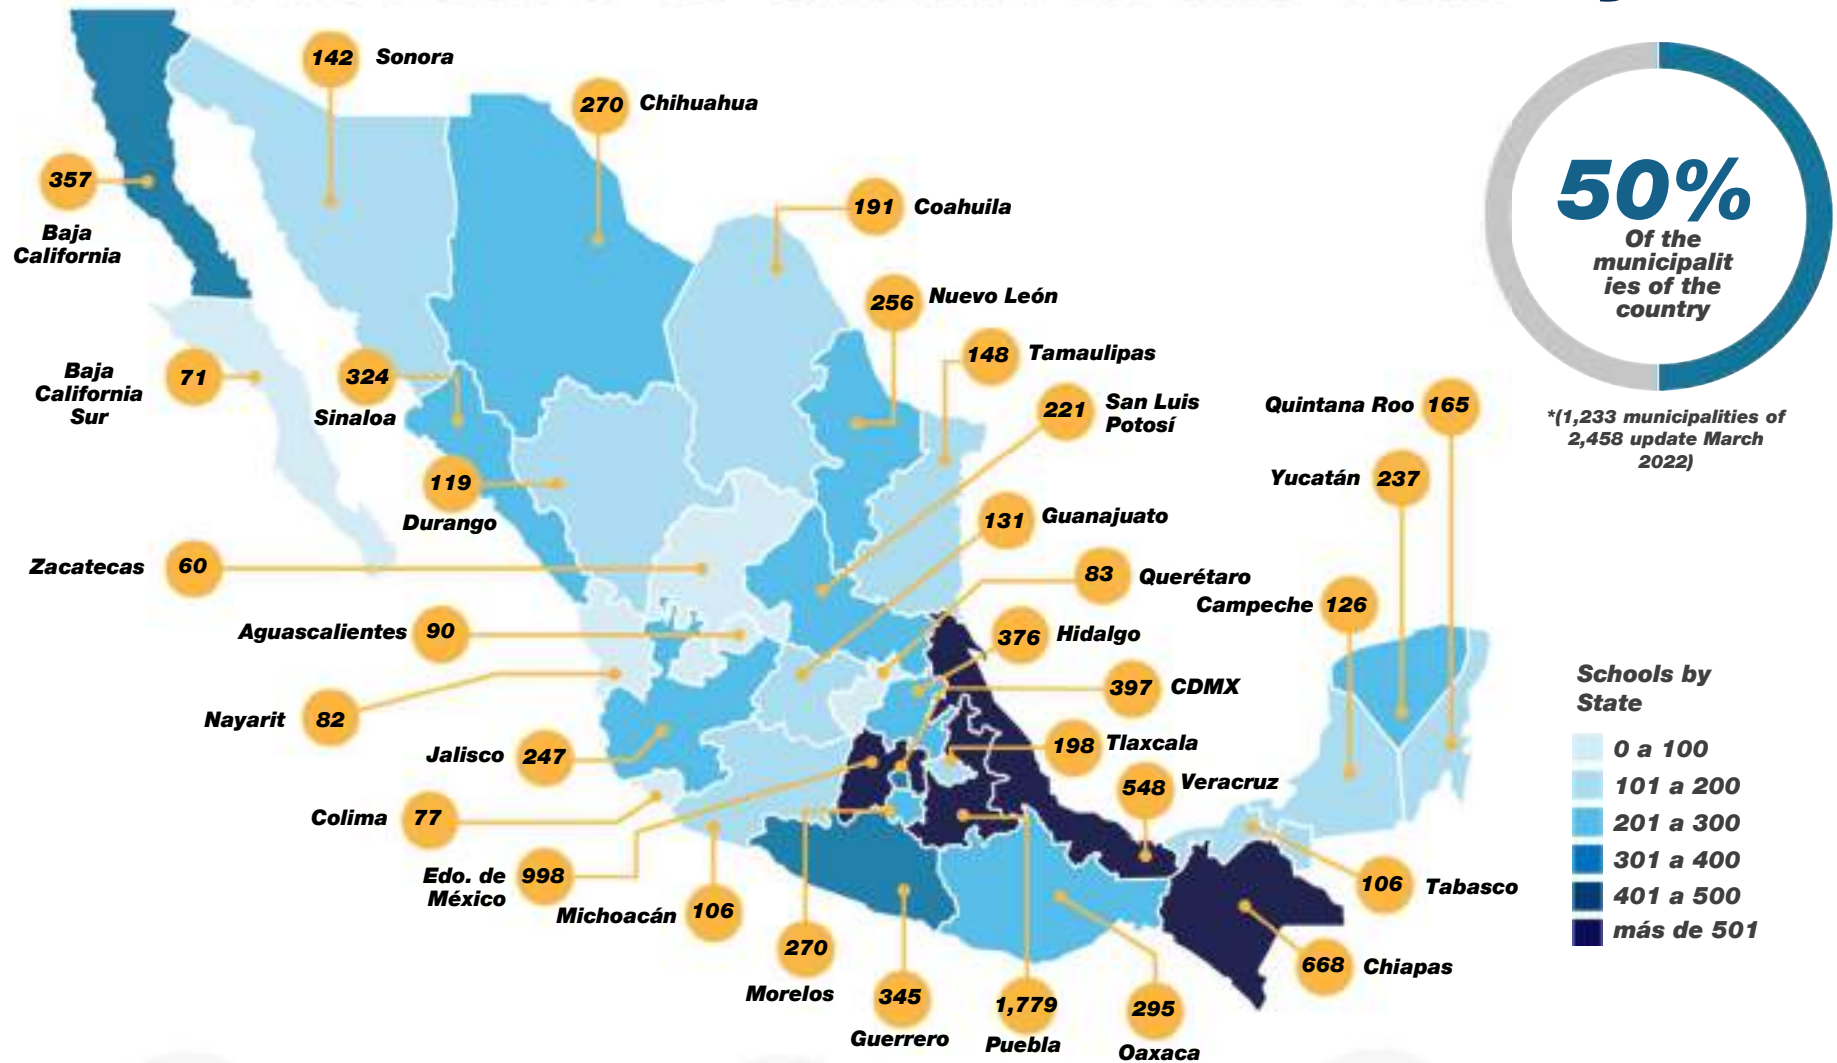 142 Sonora
270 Chihuahua
357
Baja
California
191 Coahuila
256 Nuevo León
148 Tamaulipas
Baja
California
Sur
71
324
Sinaloa
221 San Luis
Potosí
Quintana Roo 165
119
Durango
Yucatán 237
131 Guanajuato
Zacatecas 60
83 Querétaro
Campeche 126
Aguascalientes 90
376 Hidalgo
397 CDMX
Nayarit 82
Jalisco 247
198 Tlaxcala
548 Veracruz
Colima 77
Edo. de
México
998
Michoacán 106
106 Tabasco
270
Morelos
345
Guerrero
1,779
Puebla
295
Oaxaca
668 Chiapas
50%
Of the
municipalit
ies of the
country
*(1,233 municipalities of
2,458 update March
2022)
Schools by
State
0 a 100
101 a 200
201 a 300
301 a 400
401 a 500
más de 501